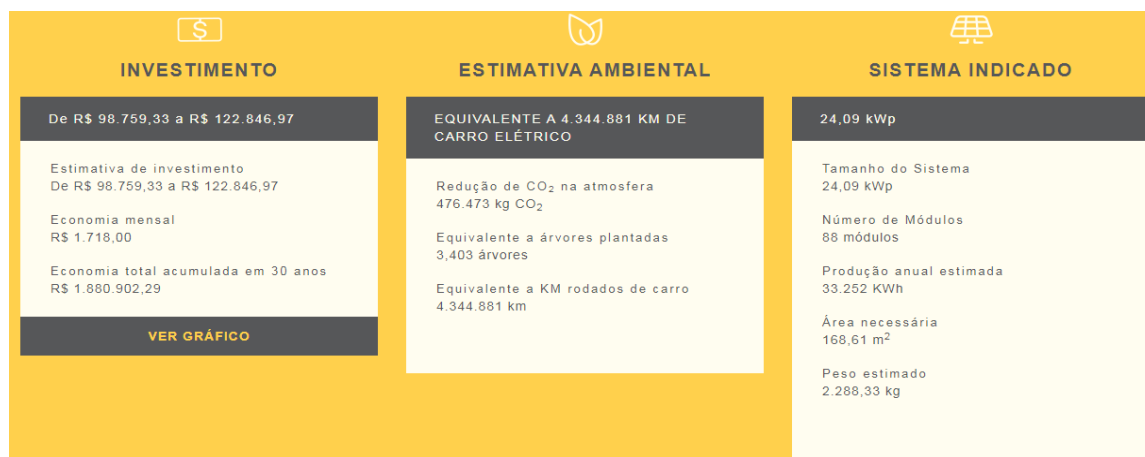 $
INVESTIMENTO
De R$ 98.759,33 a R$ 122.846,97
Estimativa de investimento
De R$ 98.759,33 a R$ 122.846,97
Economia mensal
R$ 1.718,00
Economia total acumulada em 30 anos
R$ 1.880.902,29
VER GRÁFICO
ESTIMATIVA AMBIENTAL
EQUIVALENTE A 4.344.881 KM DE
CARRO ELÉTRICO
Redução de CO₂ na atmosfera
476.473 kg CO₂
Equivalente a árvores plantadas
3,403 árvores
Equivalente a KM rodados de carro
4.344.881 km
SISTEMA INDICADO
24,09 kWp
Tamanho do Sistema
24,09 kWp
Número de Módulos
88 módulos
Produção anual estimada
33.252 KWh
Área necessária
168,61 m²
Peso estimado
2.288,33 kg